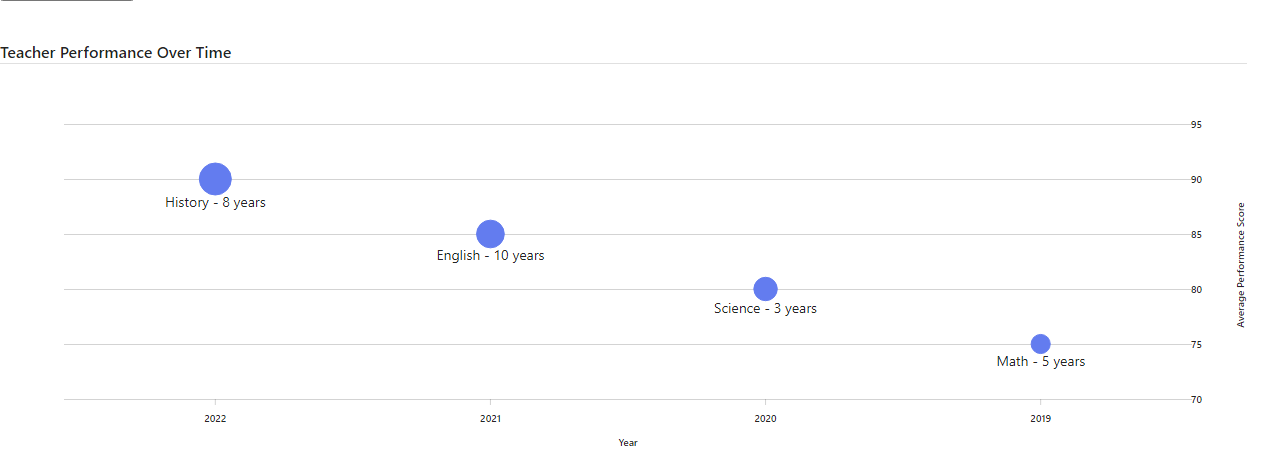 Teacher Performance Over Time
95
90
History - 8 years
85
English - 10 years
80
Science - 3 years
75
Math - 5 years
70
2022 2021 2020 2019
Year
Average Performance Score